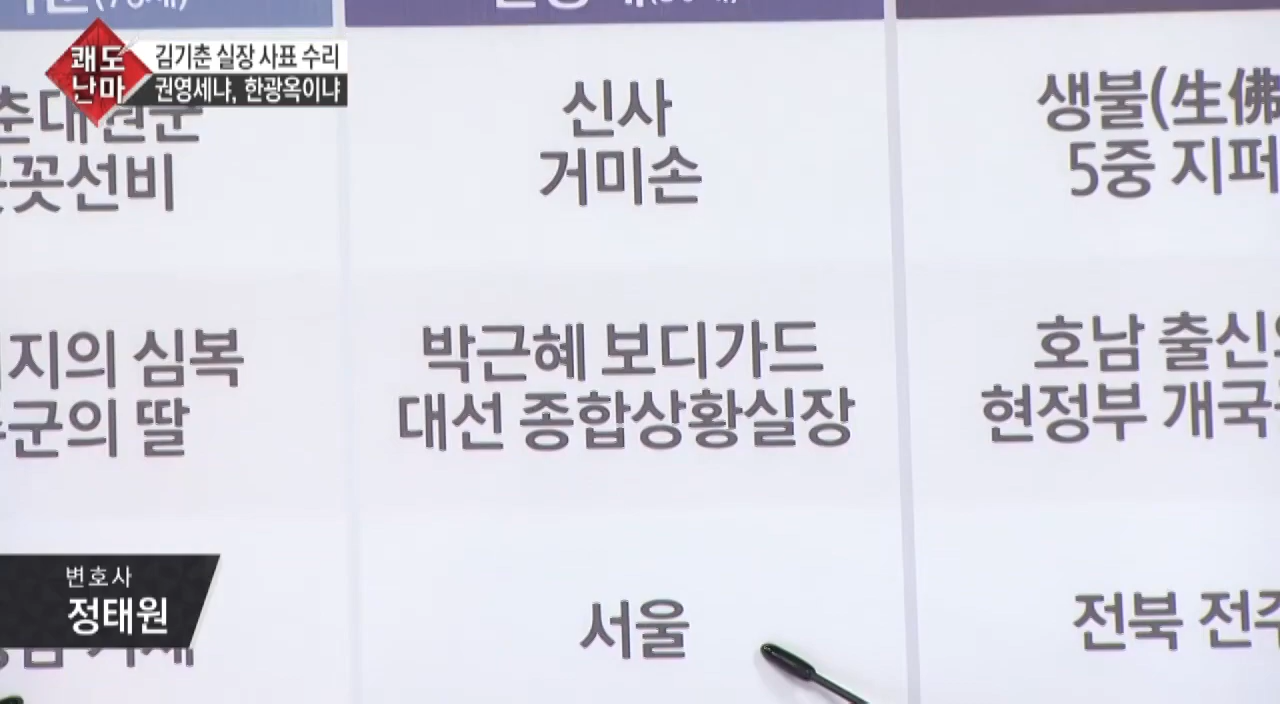 쾌도
난마
김기춘 실장 사표 수리
권영세냐, 한광옥이냐
신사
거미손
생불(生佛
5중 지퍼
꽃선비
박근혜 보디가드
대선 종합상황실장
지의 심복
군의 딸
호남 출신
현정부 개국
서울
전북 전주
변호사
정태원